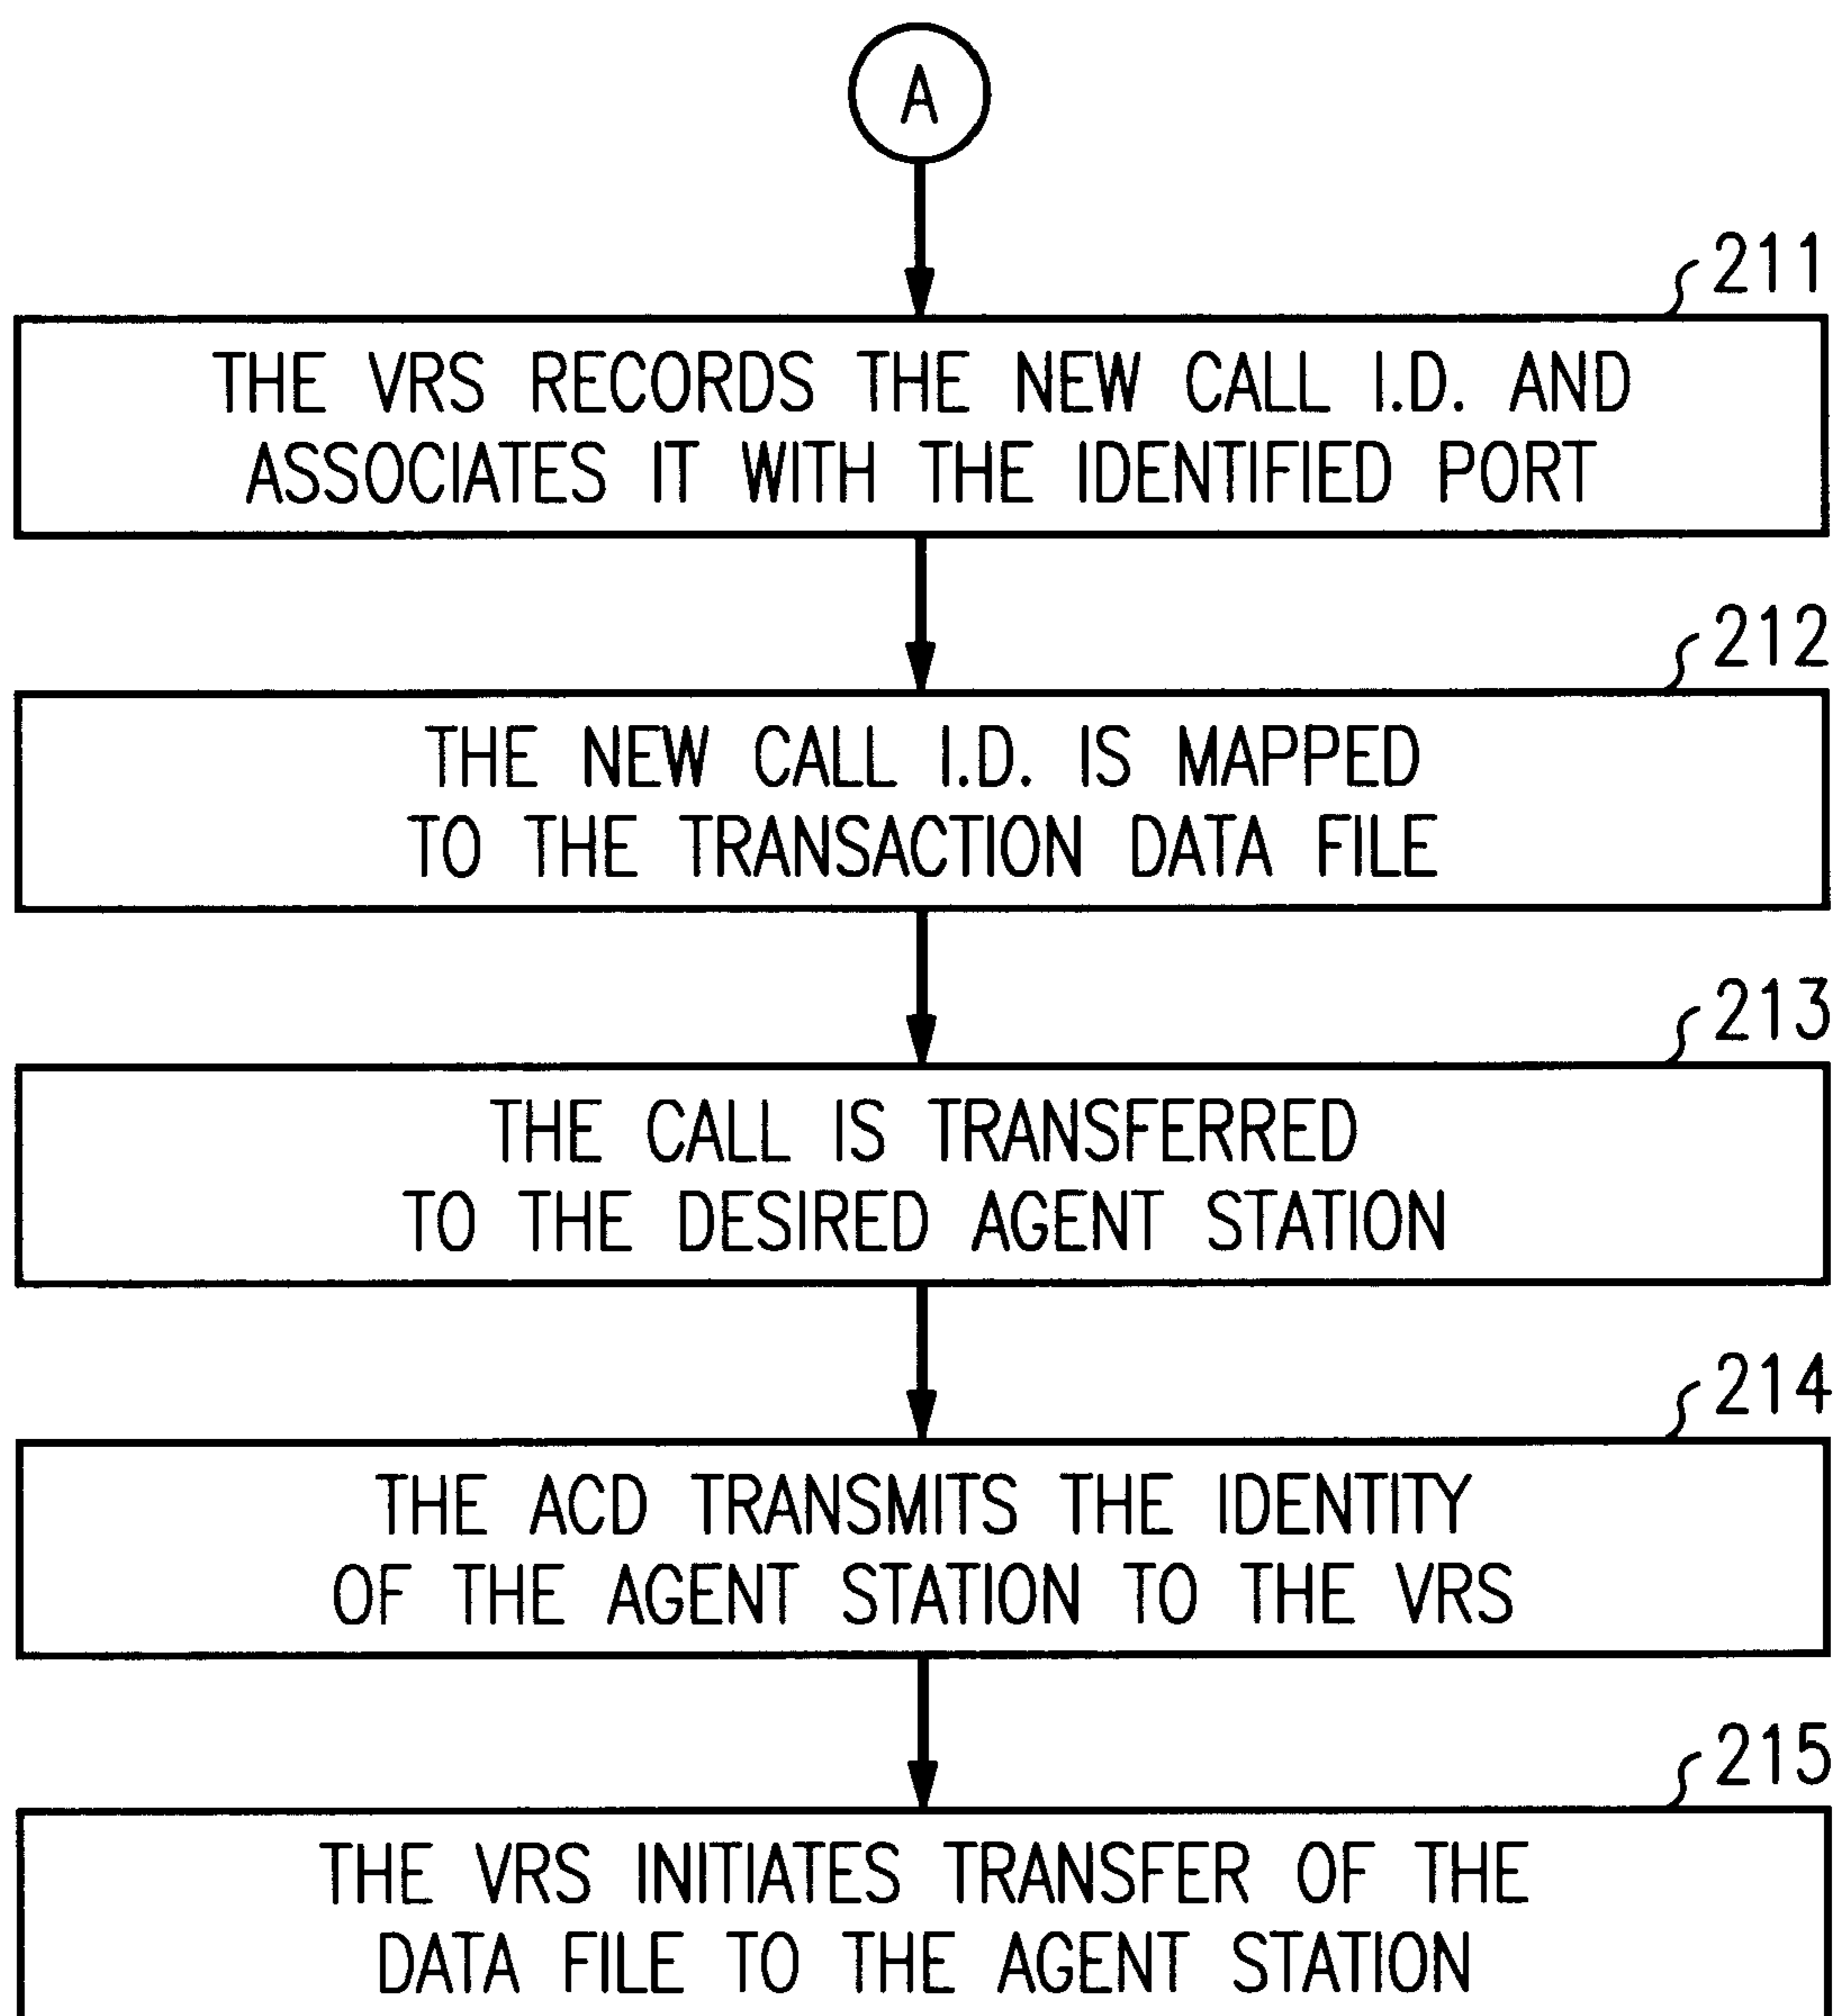 A
211
THE VRS RECORDS THE NEW CALL I.D. AND
ASSOCIATES IT WITH THE IDENTIFIED PORT
212
THE NEW CALL I.D. IS MAPPED
TO THE TRANSACTION DATA FILE
213
THE CALL IS TRANSFERRED
TO THE DESIRED AGENT STATION
214
THE ACD TRANSMITS THE IDENTITY
OF THE AGENT STATION TO THE VRS
215
THE VRS INITIATES TRANSFER OF THE
DATA FILE TO THE AGENT STATION